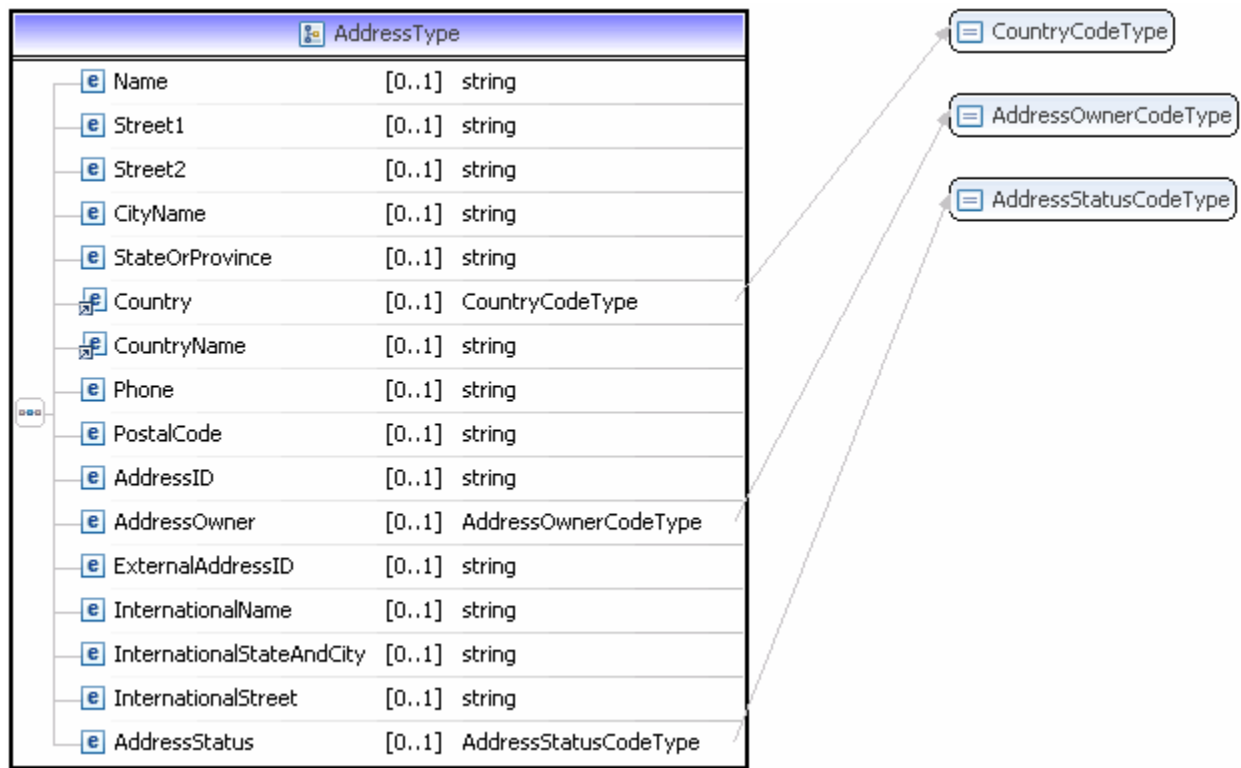 AddressType
e Name [0..1] string
e Street1 [0..1] string
e Street2 [0..1] string
e CityName [0..1] string
e StateOrProvince [0..1] string
e Country [0..1] CountryCodeType
e CountryName [0..1] string
e Phone [0..1] string
e PostalCode [0..1] string
e AddressID [0..1] string
e AddressOwner [0..1] AddressOwnerCodeType
e ExternalAddressID [0..1] string
e InternationalName [0..1] string
e InternationalStateAndCity [0..1] string
e InternationalStreet [0..1] string
e AddressStatus [0..1] AddressStatusCodeType
CountryCodeType
AddressOwnerCodeType
AddressStatusCodeType